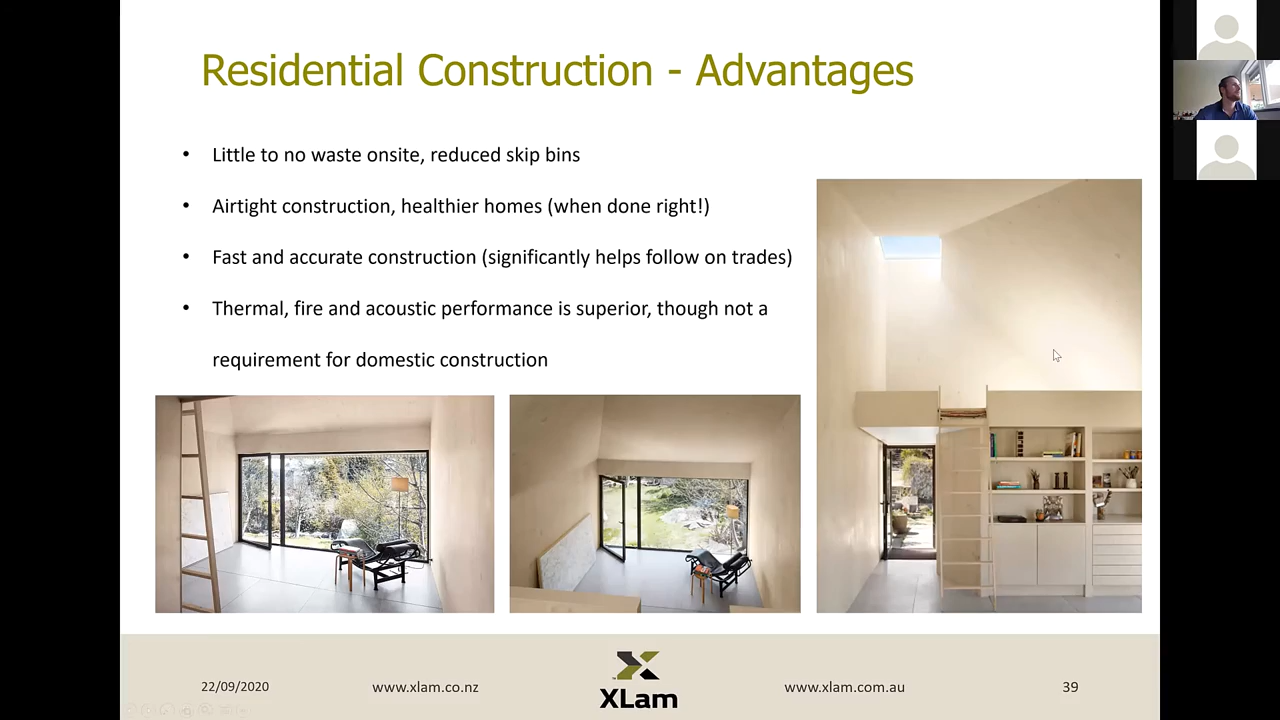 Residential Construction - Advantages
• Little to no waste onsite, reduced skip bins
• Airtight construction, healthier homes (when done right!)
• Fast and accurate construction (significantly helps follow on trades)
• Thermal, fire and acoustic performance is superior, though not a
requirement for domestic construction
22/09/2020
www.xlam.co.nz
XLam
www.xlam.com.au
39